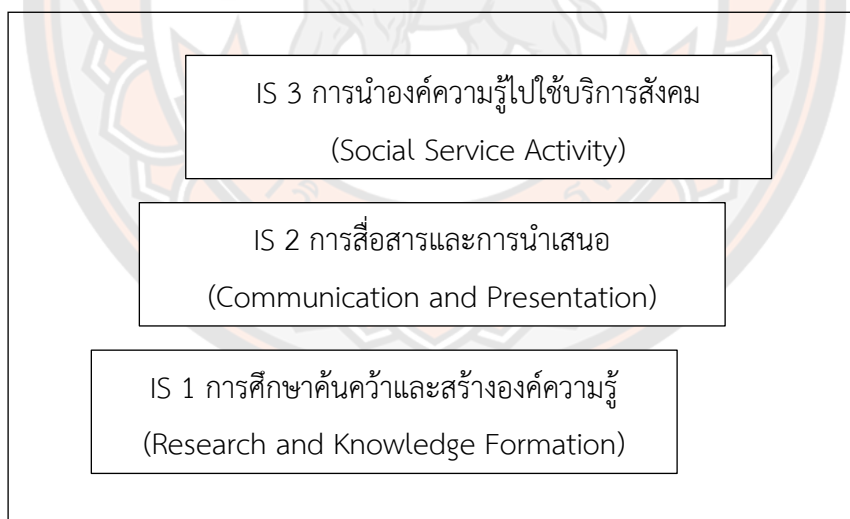 IS 3 การนำองค์ความรู้ไปใช้บริการสังคม
(Social Service Activity)
IS 2 การสื่อสารและการนำเสนอ
(Communication and Presentation)
IS 1 การศึกษาค้นคว้าและสร้างองค์ความรู้
(Research and Knowledge Formation)